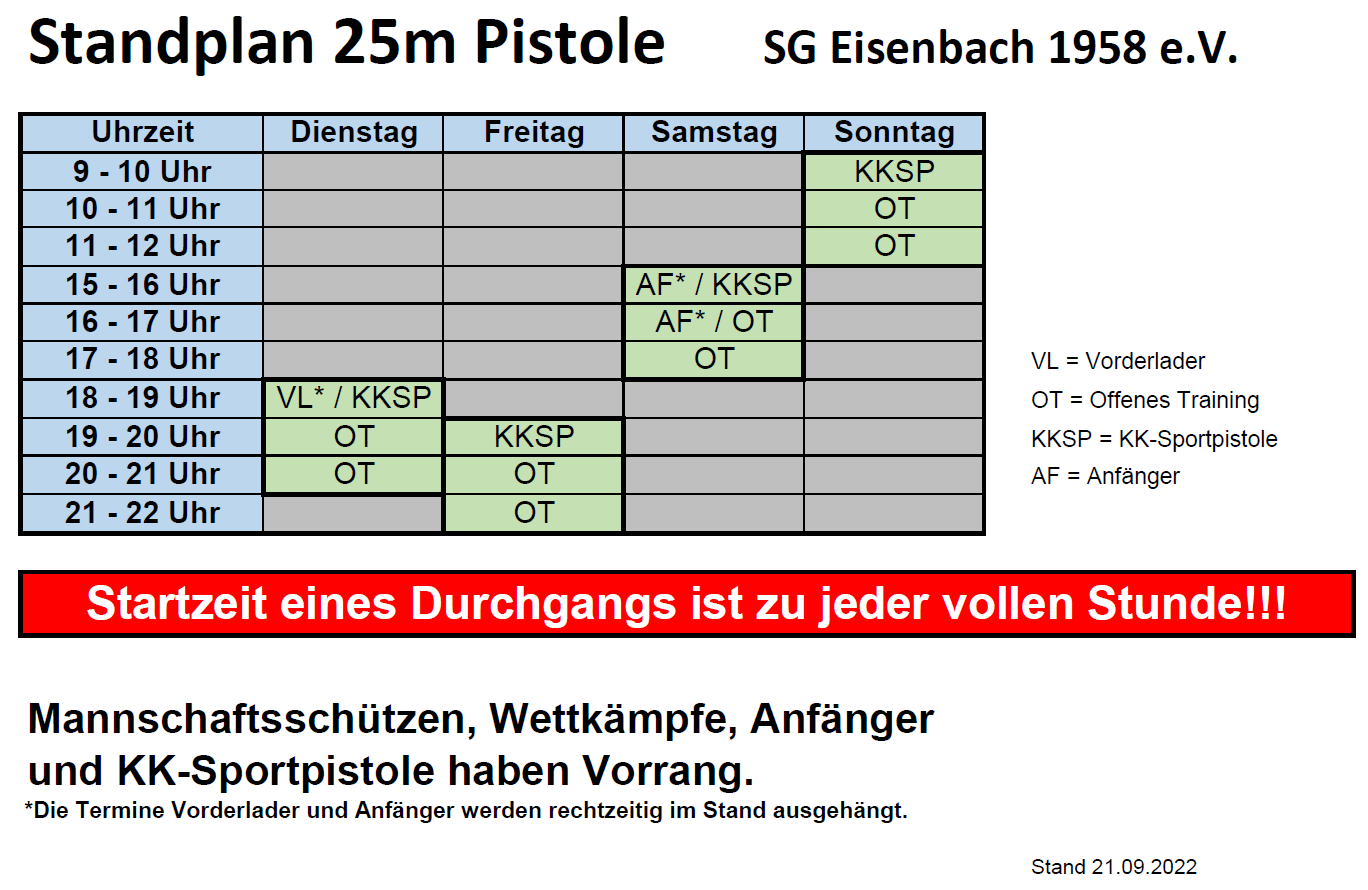 Standplan 25m Pistole SG Eisenbach 1958 e.V.
Uhrzeit Dienstag Freitag Samstag Sonntag
9 - 10 Uhr KKSP
10 - 11 Uhr OT
11 - 12 Uhr OT
15 - 16 Uhr AF* / KKSP
16 - 17 Uhr AF* / OT
17 - 18 Uhr OT
18 - 19 Uhr VL* / KKSP
19 - 20 Uhr OT KKSP
20 - 21 Uhr OT OT
21 - 22 Uhr OT
VL = Vorderlader
OT = Offenes Training
KKSP = KK-Sportpistole
AF = Anfänger
Startzeit eines Durchgangs ist zu jeder vollen Stunde!!!
Mannschaftsschützen, Wettkämpfe, Anfänger
und KK-Sportpistole haben Vorrang.
*Die Termine Vorderlader und Anfänger werden rechtzeitig im Stand ausgehängt.
Stand 21.09.2022